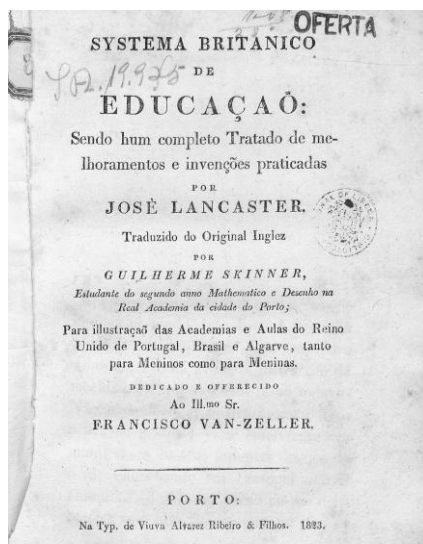 OFERTA
SYSTEMA BRITANICO
DE
EDUCAÇAÕ:
Sendo hum completo Tratado de me-
lhoramentos e invenções praticadas
POR
JOSÈ LANCASTER.
Traduzido do Original Inglez
POR
GUILHERME SKINNER,
Estudante do segundo anno Mathematico e Desenho na
Real Academia da cidade do Porto;
Para illustraçaõ das Academias e Aulas do Reino
Unido de Portugal, Brasil e Algarve, tanto
para Meninos como para Meninas.
DEDICADO E OFFERECIDO
Ao Ill.mo Sr.
FRANCISCO VAN-ZELLER.
PORTO:
Na Typ. de Viuva Alvarez Ribeiro & Filhos. 1823.